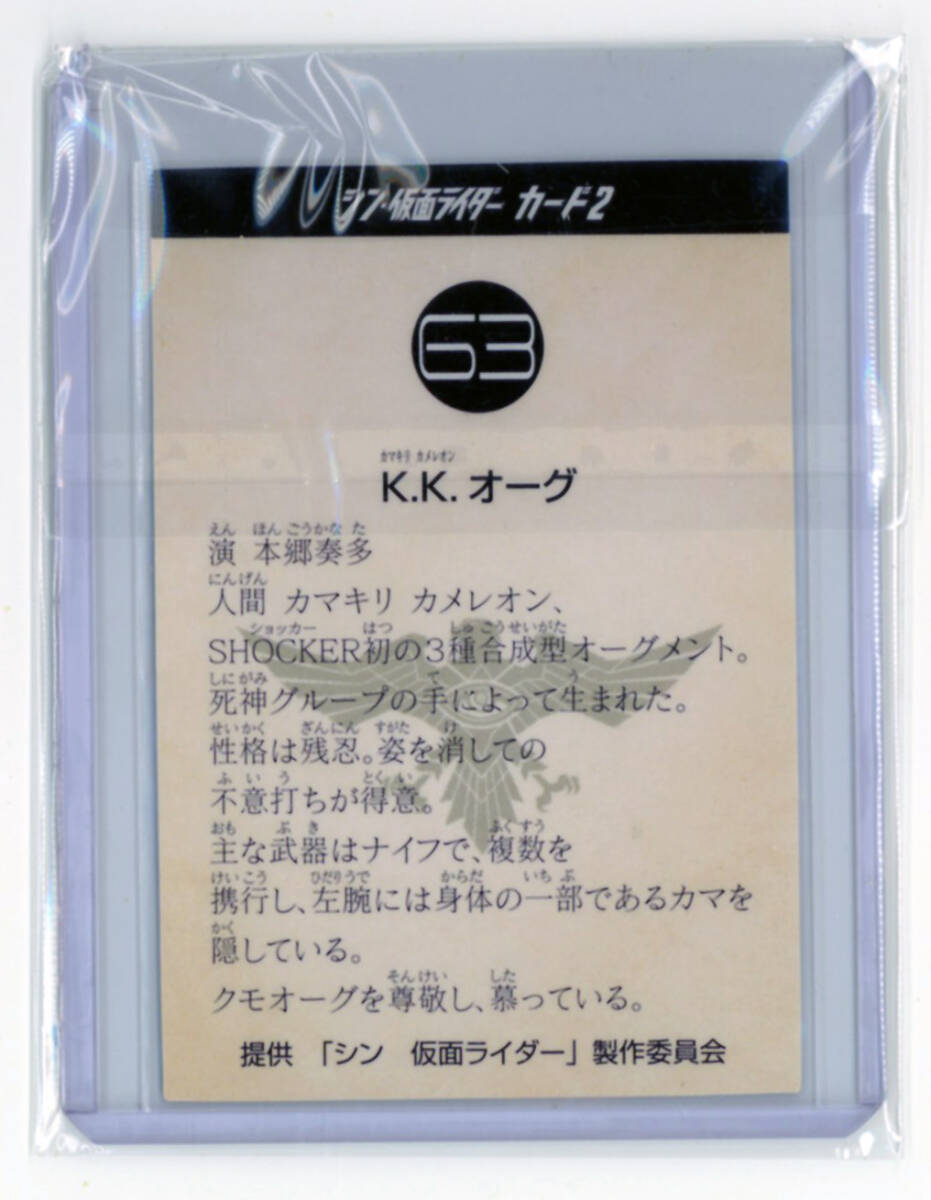 シン・仮面ライダー カード2
63
カマキリ カメレオン
K.K. オーグ
えん ほんごうかなた
演 本郷奏多
にんげん
人間 カマキリ カメレオン、
ショッカー はつ しゅごうせいがた
SHOCKER初の3種合成型オーグメント。
しにがみ て う
死神グループの手によって生まれた。
せいかく ざんにん すがた け
性格は残忍。姿を消しての
ふいう とくい
不意打ちが得意。
おも ぶき ふくすう
主な武器はナイフで、複数を
けいこう ひだりうで からだ いちぶ
携行し、左腕には身体の一部であるカマを
かく
隠している。
そんけい した
クモオーグを尊敬し、慕っている。
提供 「シン 仮面ライダー」製作委員会